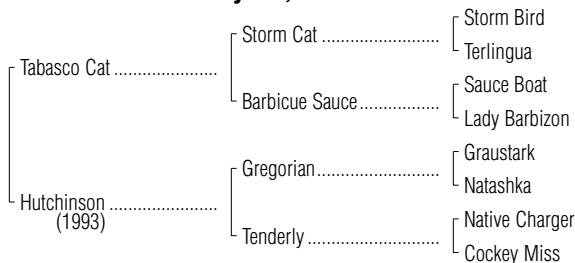 Storm Bird
Storm Cat ........................
Terlingua
Tabasco Cat .....................
Sauce Boat
Barbicue Sauce ................
Lady Barbizon
Graustark
Gregorian .........................
Natashka
Hutchinson ......................
(1993)
Native Charger
Tenderly ...........................
Cockey Miss